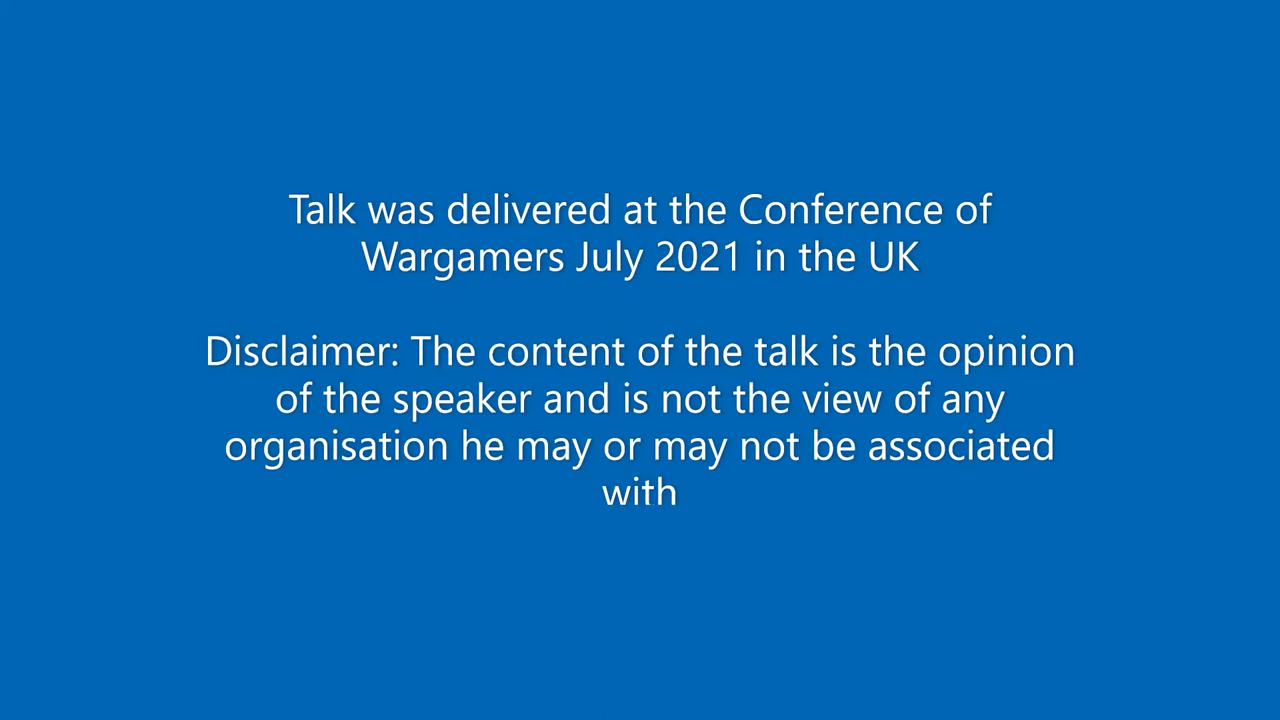 Talk was delivered at the Conference of
Wargamers July 2021 in the UK
Disclaimer: The content of the talk is the opinion
of the speaker and is not the view of any
organisation he may or may not be associated
with